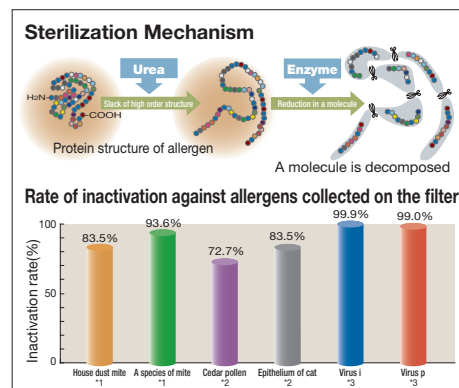 Sterilization Mechanism
Urea
Enzyme
H2N
Slack of high order structure
Reduction in a molecule
COOH
Protein structure of allergen
A molecule is decomposed
Rate of inactivation against allergens collected on the filter
Inactivation rate(%)
100
50
0
83.5%
93.6%
72.7%
83.5%
99.9%
99.0%
House dust mite
*1
A species of mite
*1
Cedar pollen
*2
Epithelium of cat
*2
Virus i
*3
Virus p
*3